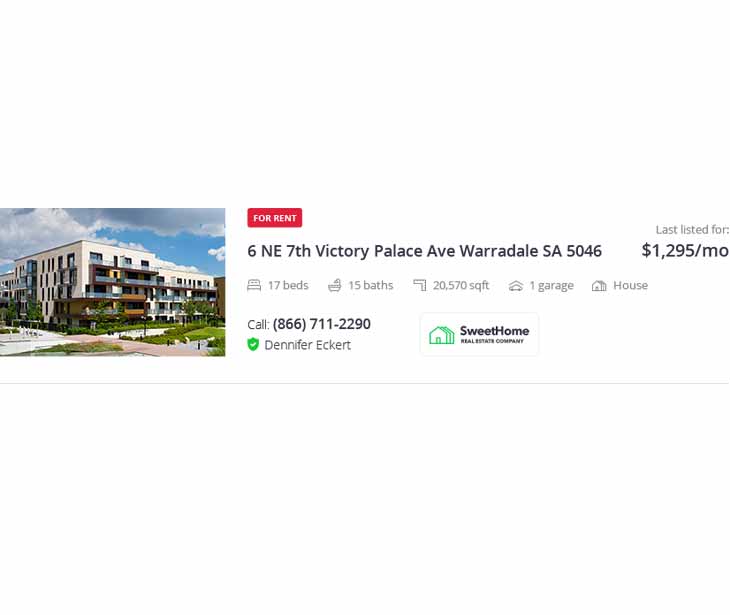 FOR RENT
Last listed for:
6 NE 7th Victory Palace Ave Warradale SA 5046
$1,295/mo
17 beds 15 baths 20,570 sqft 1 garage House
Call: (866) 711-2290
Dennifer Eckert
SweetHome
REAL ESTATE COMPANY